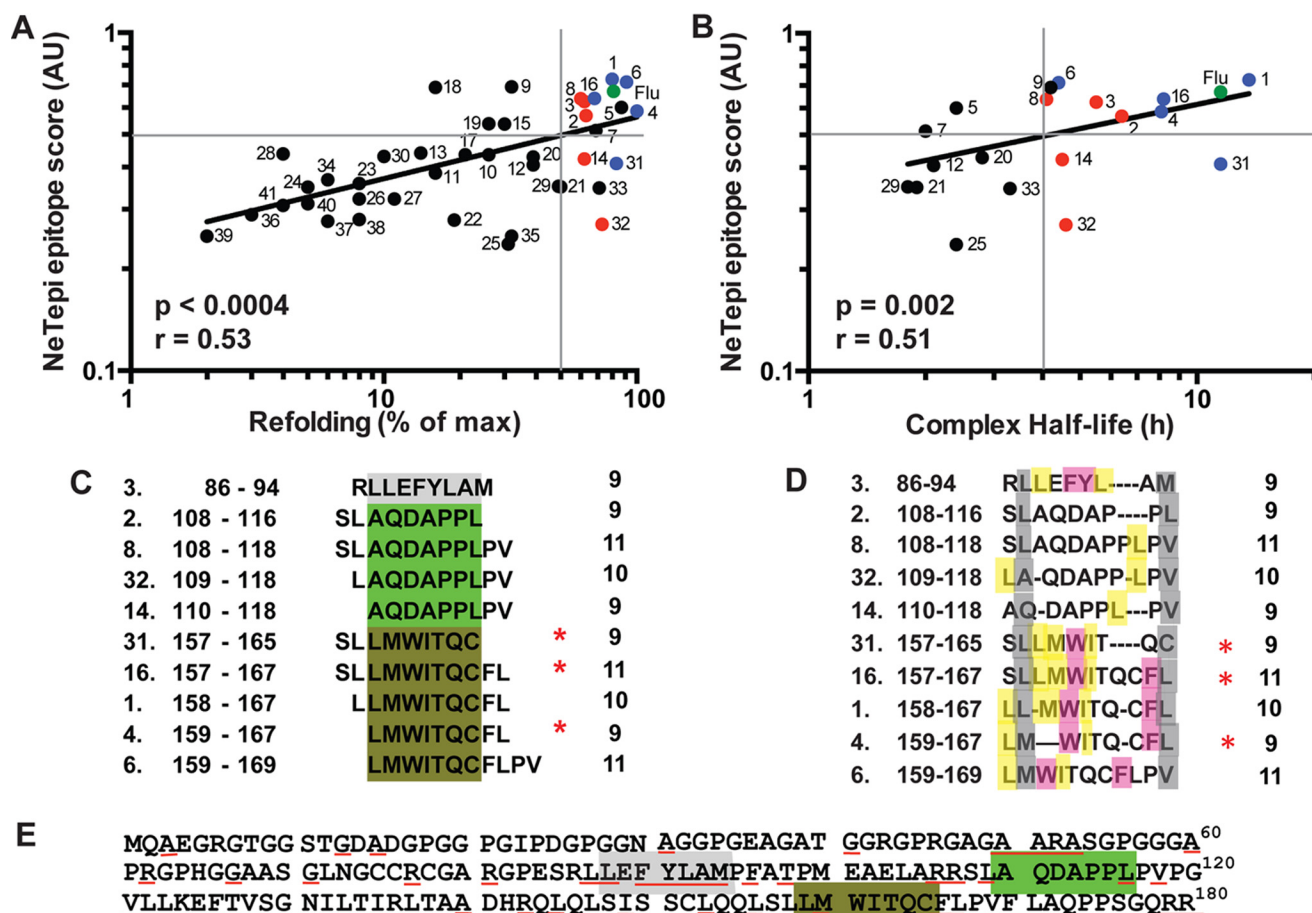 A
NeTepi epitope score (AU)
1
0.1
1
10
100
Refolding (% of max)
p < 0.0004
r = 0.53
18
9
8
16
1
6
Flu
3
2
5
4
7
19
15
17
28
34
23
30
13
11
10
12
20
14
31
24
41
40
26
27
29
21
33
36
39
37
38
22
25
35
32
B
NeTepi epitope score (AU)
1
0.1
1
10
Complex Half-life (h)
p = 0.002
r = 0.51
9
6
8
5
7
3
2
16
4
Flu
1
12
20
14
31
29
21
33
32
25
C
3. 86 - 94 RLLEFYLAM 9
2. 108 - 116 SLAQDAPPL 9
8. 108 - 118 SLAQDAPPLPV 11
32. 109 - 118 LAQDAPPLPV 10
14. 110 - 118 AQDAPPLPV 9
31. 157 - 165 SLLMWITQC * 9
16. 157 - 167 SLLMWITQCFL * 11
1. 158 - 167 LLMWITQCFL 10
4. 159 - 167 LMWITQCFL * 9
6. 159 - 169 LMWITQCFLPV 11
D
3. 86-94 RLLEFYL----AM 9
2. 108-116 SLAQDAP----PL 9
8. 108-118 SLAQDAPPLPV 11
32. 109-118 LA-QDAPP-LPV 10
14. 110-118 AQ-DAPPL---PV 9
31. 157-165 SLLMWIT----QC * 9
16. 157-167 SLLMWITQCFL * 11
1. 158-167 LL-MWITQ-CFL 10
4. 159-167 LM—WITQ-CFL * 9
6. 159-169 LMWITQCFLPV 11
E
MQAEGRGTGG STGDADGPGG PGIPDGPGGN AGGPGEAGAT GGRGPRGAGA ARASGPGGGA 60
PRGPHGGAAS GLNGCCRCGA RGPESRLLEF YLAMPFATPM EAELARRSLA QDAPPLPVPG 120
VLLKEFTVSG NILTIRLTAA DHRQLQLSIS SCLQQLSLLM WITQCFLPVF LAQPPSGQRR 180